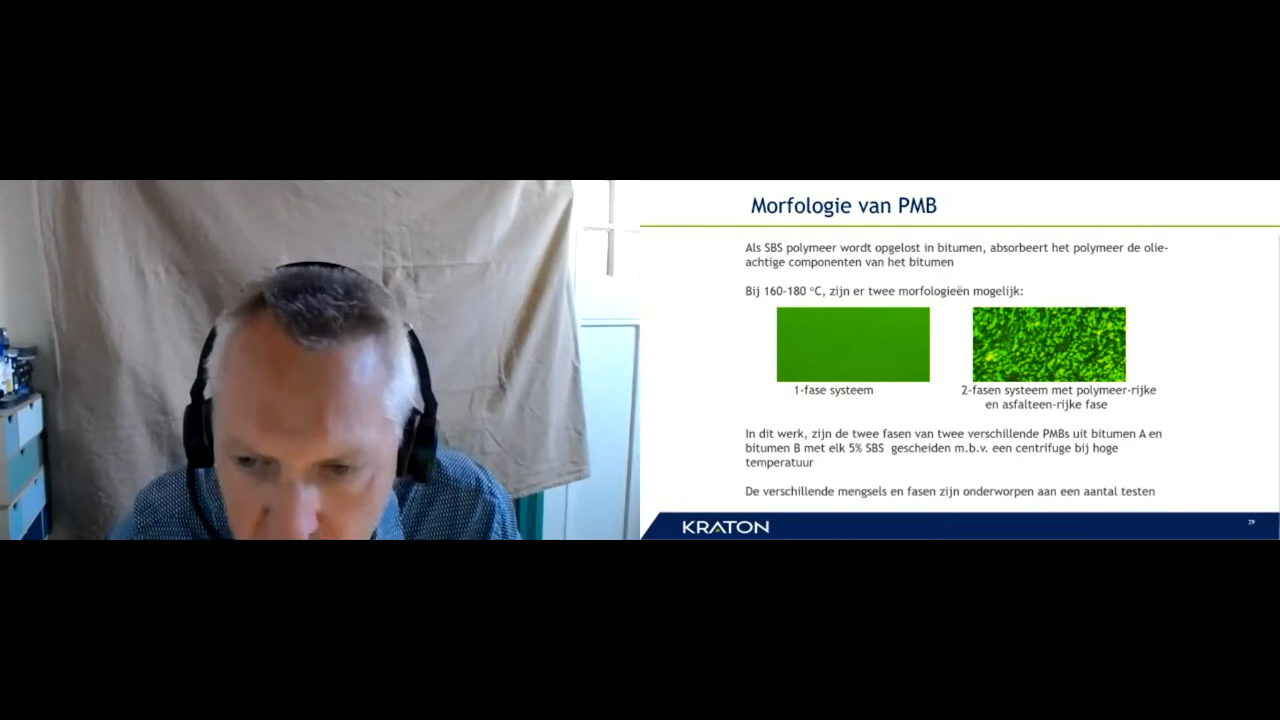 Morfologie van PMB
Als SBS polymeer wordt opgelost in bitumen, absorbeert het polymeer de olie-
achtige componenten van het bitumen
Bij 160-180 °C, zijn er twee morfologieën mogelijk:
1-fase systeem
2-fasen systeem met polymeer-rijke
en asfalteen-rijke fase
In dit werk, zijn de twee fasen van twee verschillende PMBs uit bitumen A en
bitumen B met elk 5% SBS gescheiden m.b.v. een centrifuge bij hoge
temperatuur
De verschillende mengsels en fasen zijn onderworpen aan een aantal testen
KRATON
29